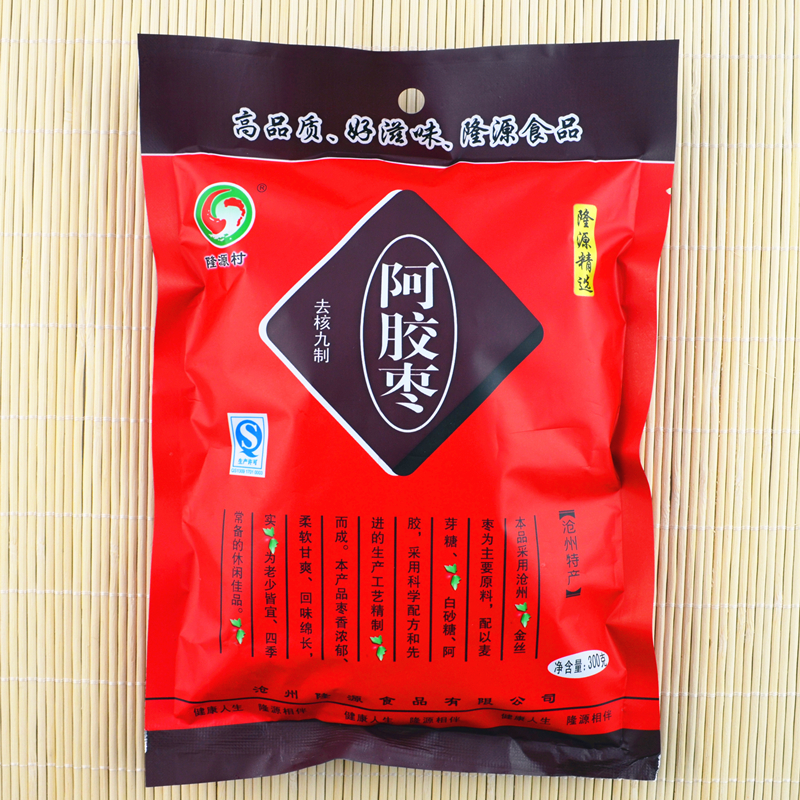 高品质、好滋味、隆源食品
®
隆源村
隆源精选
阿胶枣
去核九制
生产许可
【沧州特产】
本品采用沧州金丝
枣为主要原料，配以麦
芽糖、白砂糖、阿
胶，采用科学配方和先
进的生产工艺精制
而成。本产品枣香浓郁、
柔软甘爽、回味绵长，
实为老少皆宜、四季
常备的休闲佳品。
净含量：300克
沧州隆源食品有限公司
健康人生 隆源相伴 健康人生 隆源相伴 健康人生 隆源相伴